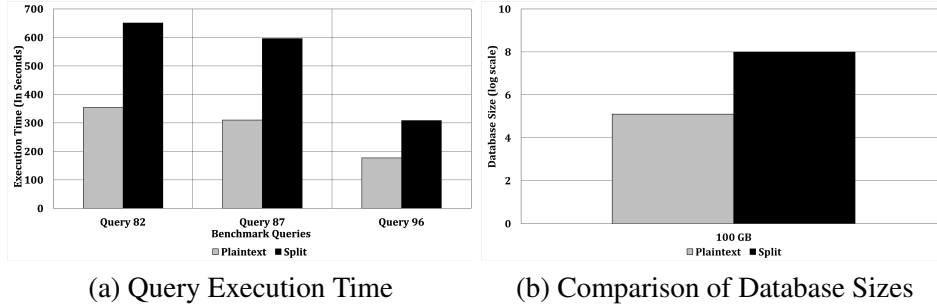 700
600
500
400
300
200
100
0
Execution Time (In Seconds)
Query 82 Query 87 Query 96
Benchmark Queries
Plaintext Split
(a) Query Execution Time
10
8
6
4
2
0
Database Size (log scale)
100 GB
Plaintext Split
(b) Comparison of Database Sizes